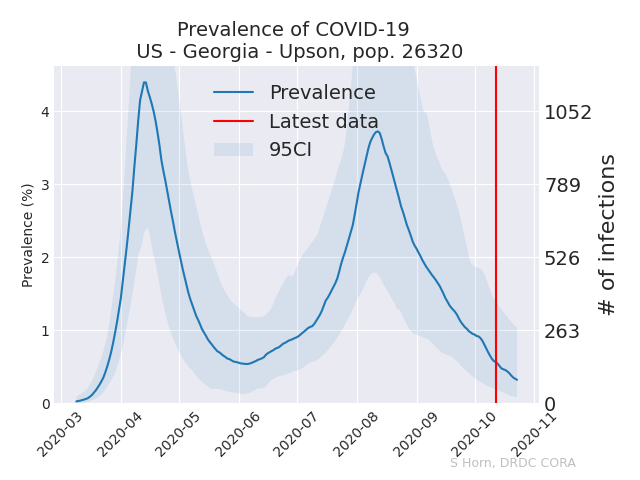 Prevalence of COVID-19
US - Georgia - Upson, pop. 26320
Prevalence
Latest data
95CI
Prevalence (%)
4
3
2
1
0
1052
789
526
263
0
# of infections
2020-03
2020-04
2020-05
2020-06
2020-07
2020-08
2020-09
2020-10
2020-11
S Horn, DRDC CORA